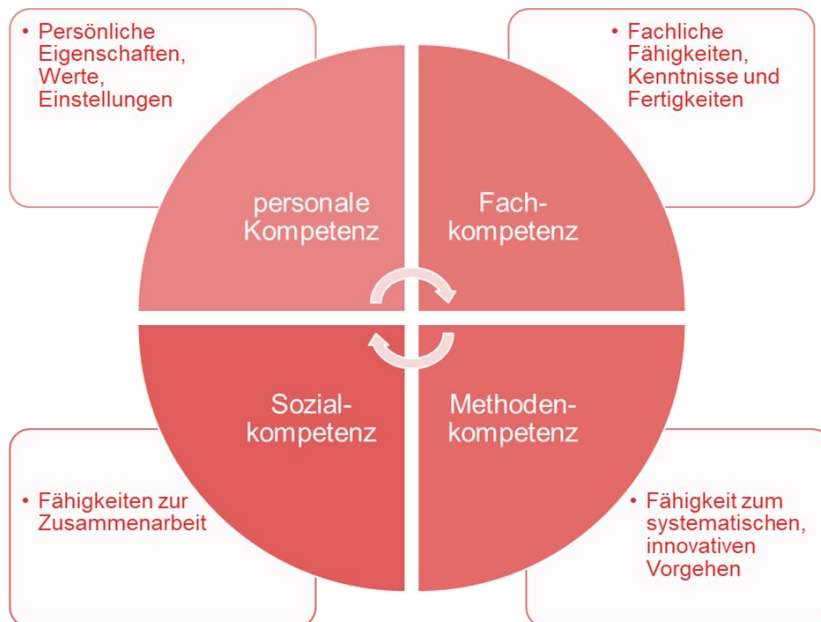 • Persönliche
Eigenschaften,
Werte,
Einstellungen
• Fachliche
Fähigkeiten,
Kenntnisse und
Fertigkeiten
personale
Kompetenz
Fach-
kompetenz
Sozial-
kompetenz
Methoden-
kompetenz
• Fähigkeiten zur
Zusammenarbeit
• Fähigkeit zum
systematischen,
innovativen
Vorgehen